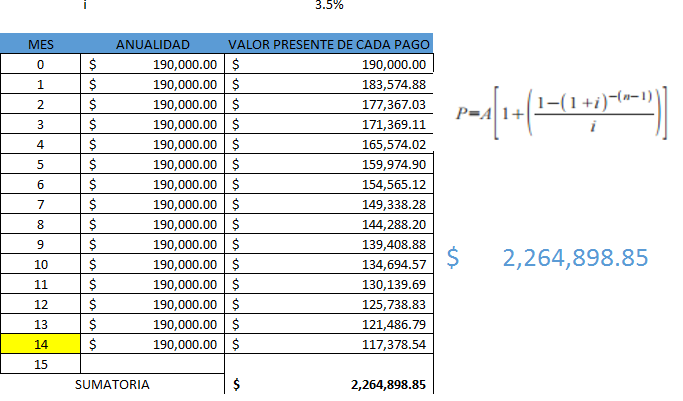 i 3.5%
MES ANUALIDAD VALOR PRESENTE DE CADA PAGO
0 $ 190,000.00 $ 190,000.00
1 $ 190,000.00 $ 183,574.88
2 $ 190,000.00 $ 177,367.03
3 $ 190,000.00 $ 171,369.11
4 $ 190,000.00 $ 165,574.02
5 $ 190,000.00 $ 159,974.90
6 $ 190,000.00 $ 154,565.12
7 $ 190,000.00 $ 149,338.28
8 $ 190,000.00 $ 144,288.20
9 $ 190,000.00 $ 139,408.88
10 $ 190,000.00 $ 134,694.57
11 $ 190,000.00 $ 130,139.69
12 $ 190,000.00 $ 125,738.83
13 $ 190,000.00 $ 121,486.79
14 $ 190,000.00 $ 117,378.54
15
SUMATORIA $ 2,264,898.85
P=A[1+((1-(1+i)^-(n-1))/i)]
$ 2,264,898.85